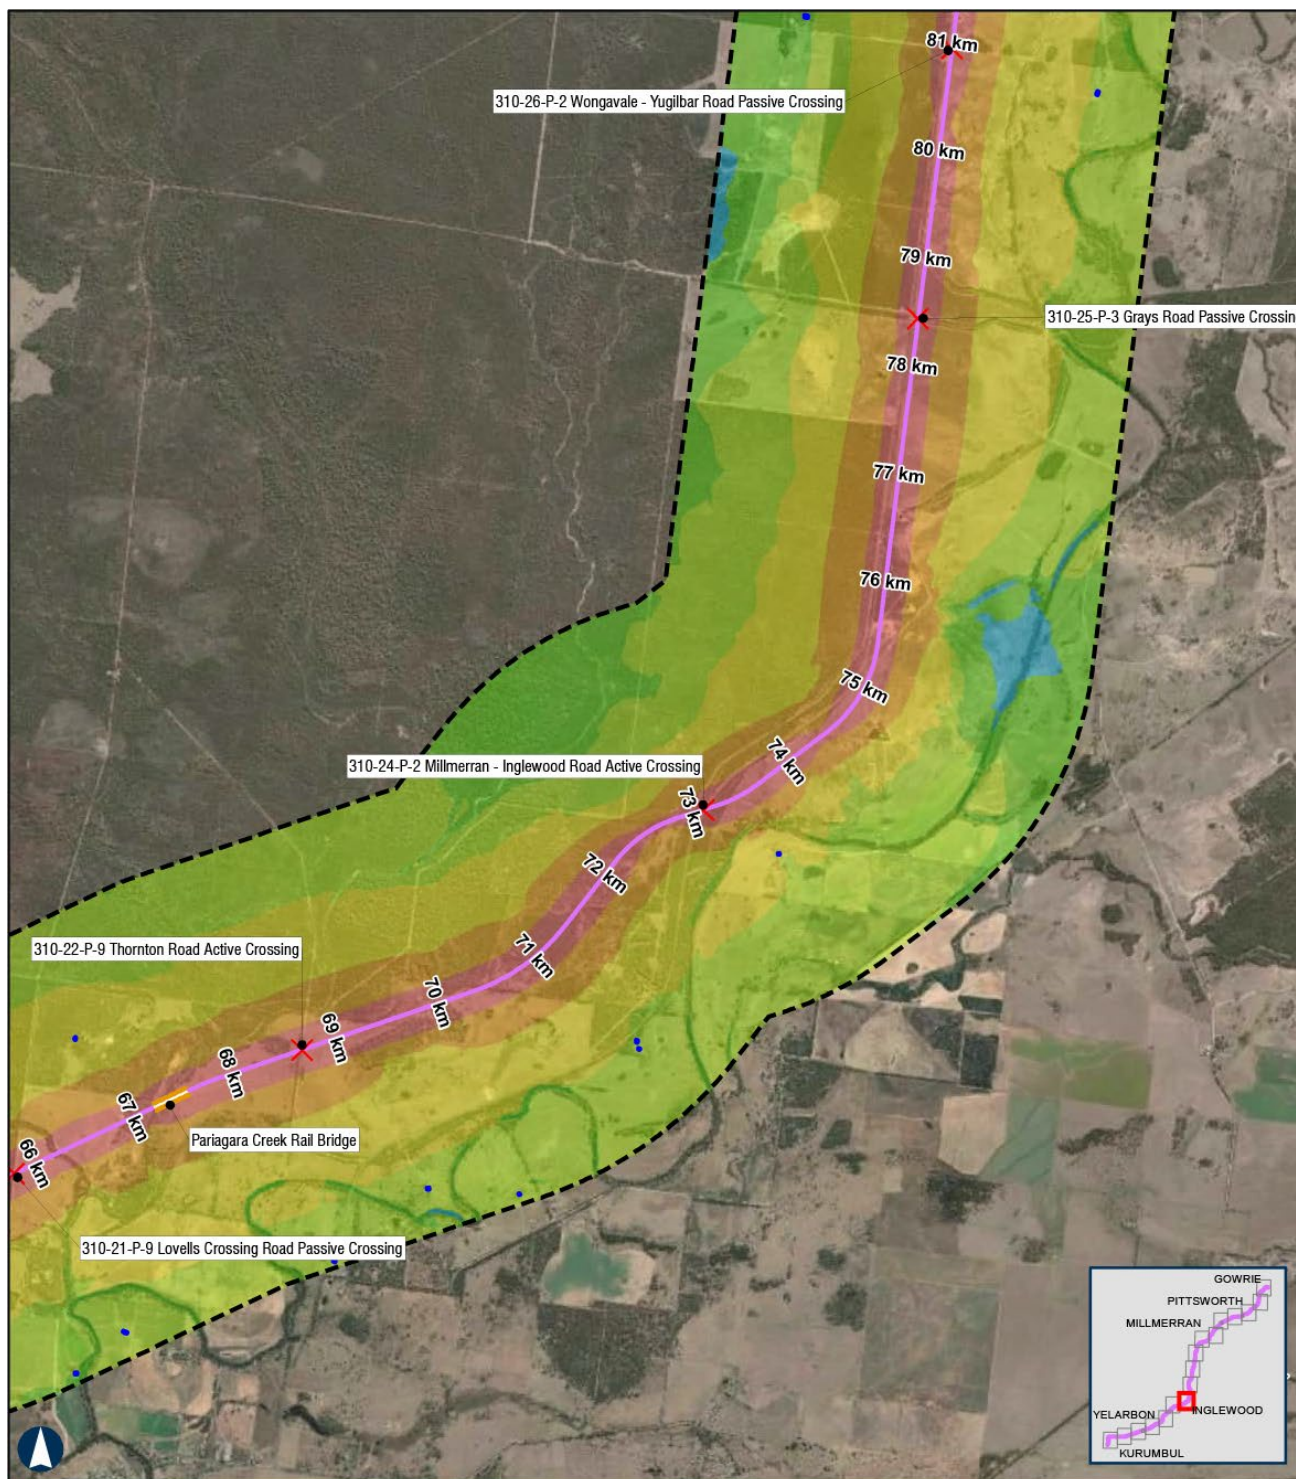 81 km
310-26-P-2 Wongavale - Yugilbar Road Passive Crossing
80 km
79 km
310-25-P-3 Grays Road Passive Crossin
78 km
77 km
76 km
75 km
74 km
310-24-P-2 Millmerran - Inglewood Road Active Crossing
73 km
72 km
71 km
310-22-P-9 Thornton Road Active Crossing
70 km
69 km
68 km
67 km
Pariagara Creek Rail Bridge
66 km
310-21-P-9 Lovells Crossing Road Passive Crossing
GOWRIE
PITTSWORTH
MILLMERRAN
YELARBON
INGLEWOOD
KURUMBUL